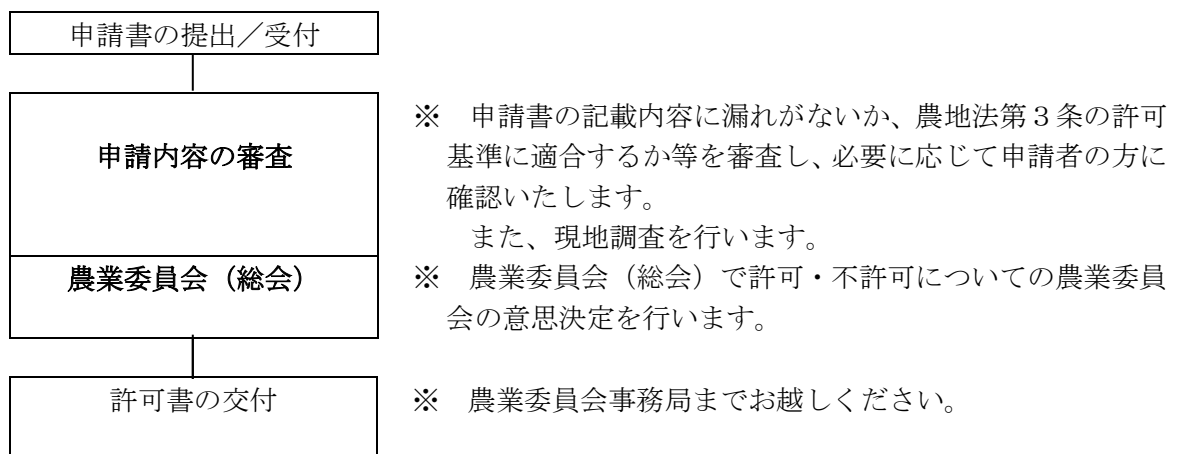 申請書の提出／受付
申請内容の審査
※　申請書の記載内容に漏れがないか、農地法第３条の許可
基準に適合するか等を審査し、必要に応じて申請者の方に
確認いたします。
また、現地調査を行います。
農業委員会（総会）
※　農業委員会（総会）で許可・不許可についての農業委員
会の意思決定を行います。
許可書の交付
※　農業委員会事務局までお越しください。